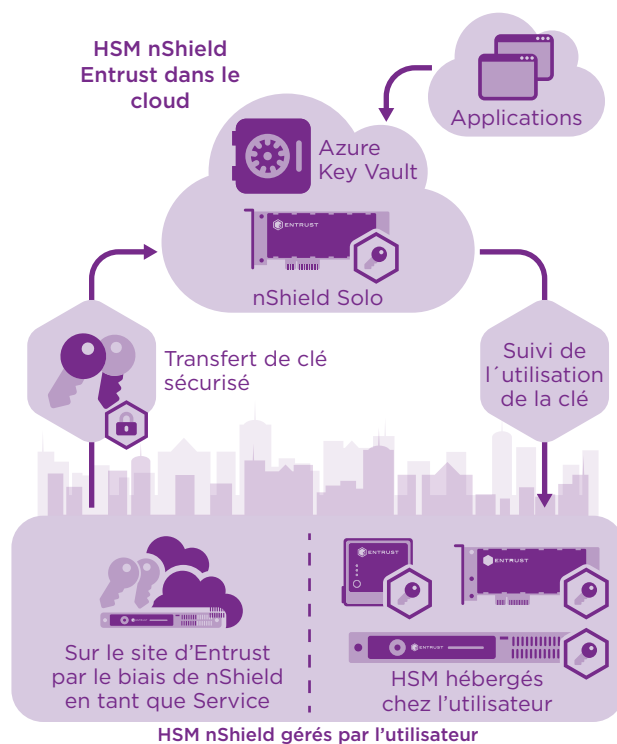 HSM nShield
Entrust dans le
cloud
Applications
Azure
Key Vault
ENTRUST
nShield Solo
Transfert de clé
sécurisé
Suivi de
l´utilisation
de la clé
ENTRUST
ENTRUST
ENTRUST
Sur le site d’Entrust
par le biais de nShield
en tant que Service
HSM hébergés
chez l’utilisateur
HSM nShield gérés par l’utilisateur